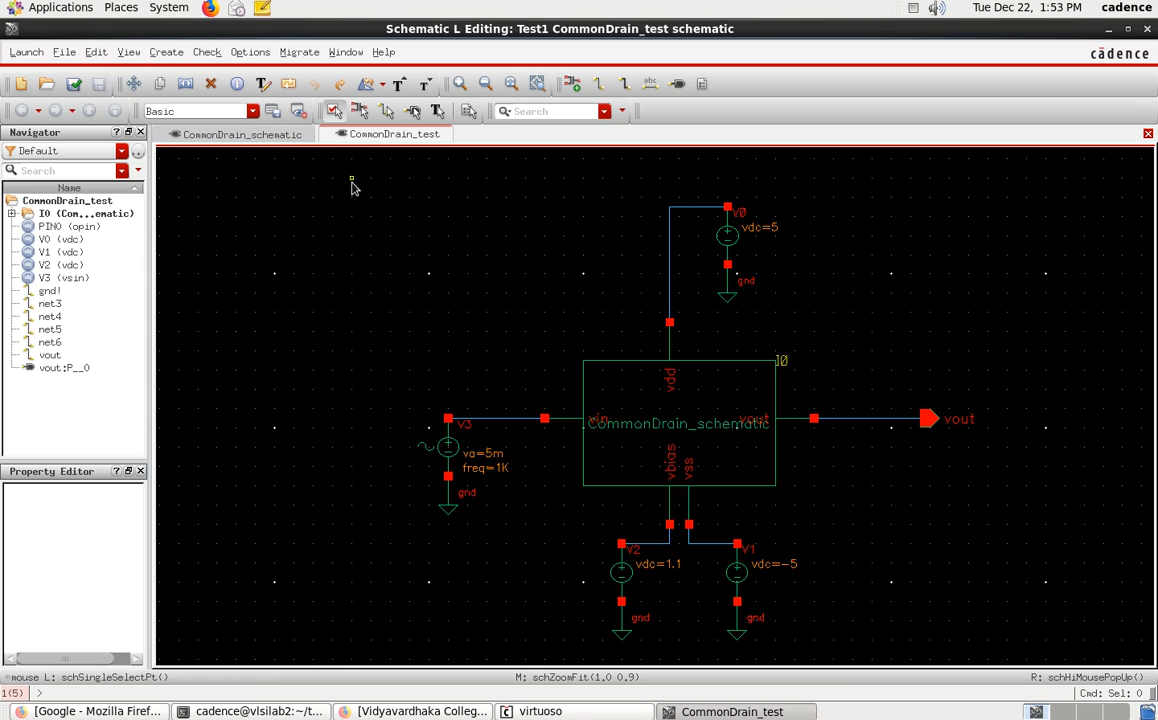 Applications Places System Tue Dec 22, 1:53 PM cadence
Schematic L Editing: Test1 CommonDrain_test schematic
Launch File Edit View Create Check Options Migrate Window Help cādence
Basic Search
Navigator CommonDrain_schematic CommonDrain_test
Default
Search
Name
CommonDrain_test
I0 (Com...ematic)
PIN0 (opin)
V0 (vdc)
V1 (vdc)
V2 (vdc)
V3 (vsin)
gnd!
net3
net4
net5
net6
vout
vout:P__0
Property Editor
V0
vdc=5
gnd
I0
vdd
vin vout vout
CommonDrain_schematic
V3
va=5m
freq=1K
gnd
vbias vss
V2 V1
vdc=1.1 vdc=-5
gnd gnd
mouse L: schSingleSelectPt() M: schZoomFit(1.0 0.9) R: schHiMousePopUp()
1(5) > Cmd: Sel: 0
[Google - Mozilla Firef... cadence@vlsilab2:~/t... [Vidyavardhaka Colleg... virtuoso CommonDrain_test